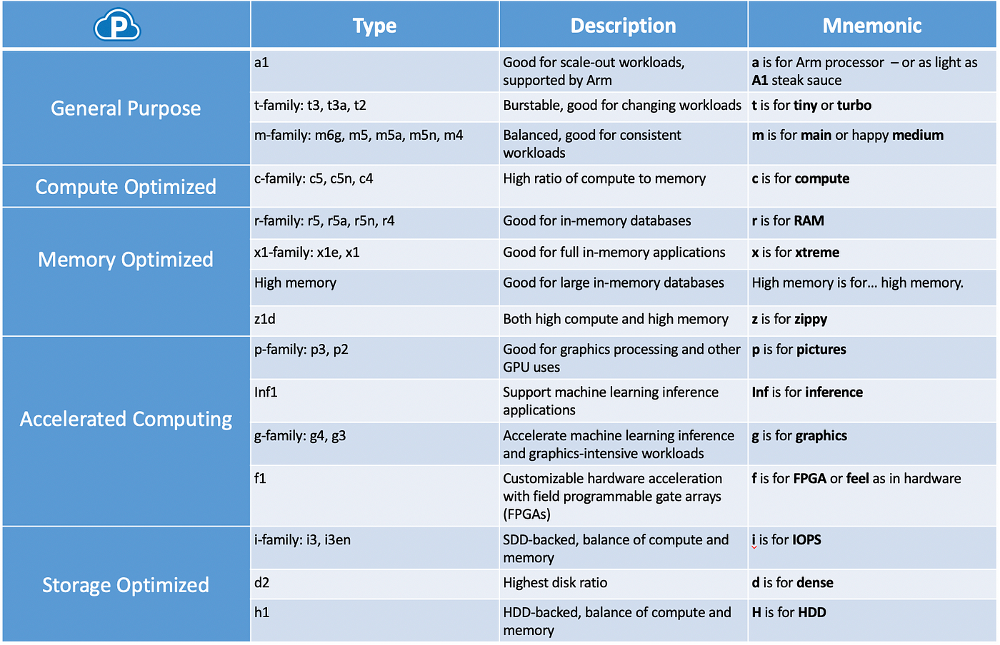 P
Type
Description
Mnemonic
General Purpose
a1
Good for scale-out workloads,
supported by Arm
a is for Arm processor – or as light as
A1 steak sauce
t-family: t3, t3a, t2
Burstable, good for changing workloads
t is for tiny or turbo
m-family: m6g, m5, m5a, m5n, m4
Balanced, good for consistent
workloads
m is for main or happy medium
Compute Optimized
c-family: c5, c5n, c4
High ratio of compute to memory
c is for compute
Memory Optimized
r-family: r5, r5a, r5n, r4
Good for in-memory databases
r is for RAM
x1-family: x1e, x1
Good for full in-memory applications
x is for xtreme
High memory
Good for large in-memory databases
High memory is for... high memory.
z1d
Both high compute and high memory
z is for zippy
Accelerated Computing
p-family: p3, p2
Good for graphics processing and other
GPU uses
p is for pictures
Inf1
Support machine learning inference
applications
Inf is for inference
g-family: g4, g3
Accelerate machine learning inference
and graphics-intensive workloads
g is for graphics
f1
Customizable hardware acceleration
with field programmable gate arrays
(FPGAs)
f is for FPGA or feel as in hardware
Storage Optimized
i-family: i3, i3en
SDD-backed, balance of compute and
memory
i is for IOPS
d2
Highest disk ratio
d is for dense
h1
HDD-backed, balance of compute and
memory
H is for HDD